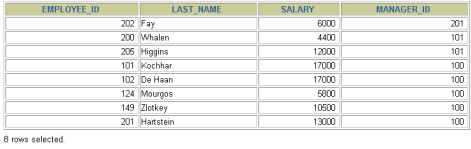 EMPLOYEE_ID LAST_NAME SALARY MANAGER_ID
202 Fay 6000 201
200 Whalen 4400 101
205 Higgins 12000 101
101 Kochhar 17000 100
102 De Haan 17000 100
124 Mourgos 5800 100
149 Zlotkey 10500 100
201 Hartstein 13000 100
8 rows selected.